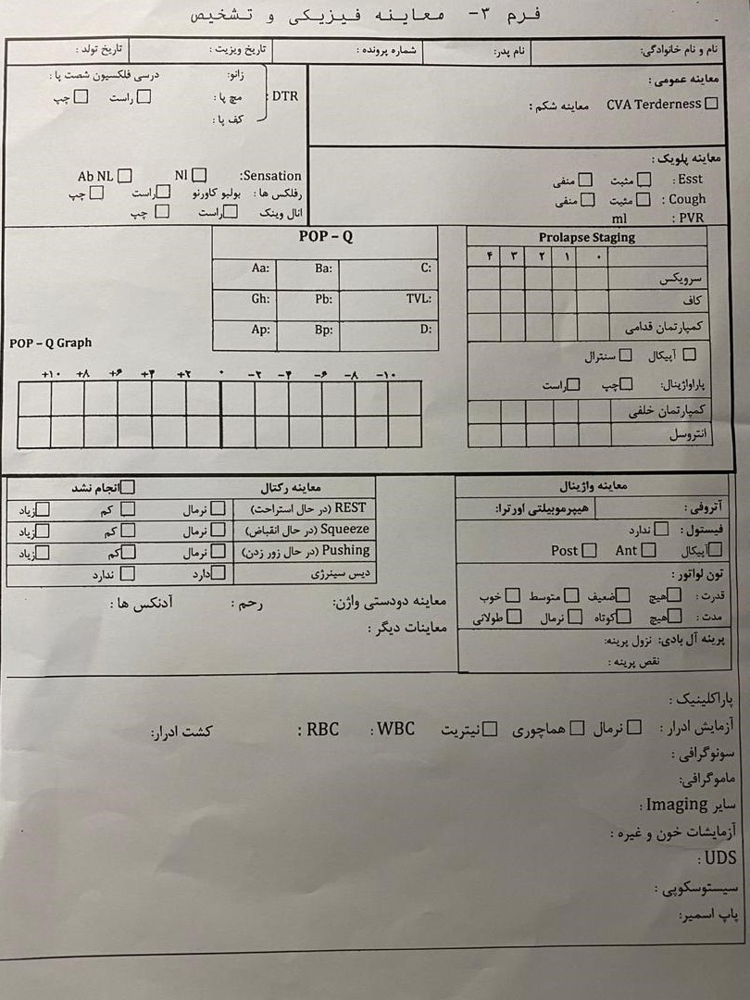 فرم ۳- معاینه فیزیکی و تشخیص
نام و نام خانوادگی: نام پدر: شماره پرونده : تاریخ ویزیت : تاریخ تولد :
معاینه عمومی :
CVA Terderness معاینه شکم :
DTR :
زانو: درسی فلکسیون شصت پا :
مچ پا : راست چپ
کف پا :
Sensation: Nl Ab NL
رفلکس ها : بولبو کاورنو راست چپ
انال وینک راست چپ
معاینه پلویک :
Esst : مثبت منفی
Cough : مثبت منفی
PVR : ml
Prolapse Staging
۰ ۱ ۲ ۳ ۴
سرویکس
کاف
کمپارتمان قدامی
آپیکال سنترال
پاراواژینال: چپ راست
کمپارتمان خلفی
انتروسل
POP – Q
Aa: Ba: C:
Gh: Pb: TVL:
Ap: Bp: D:
POP – Q Graph
+۱۰ +۸ +۶ +۴ +۲ ۰ -۲ -۴ -۶ -۸ -۱۰
معاینه واژینال
آتروفی : هیپرموبیلتی اورترا:
فیستول : ندارد
آپیکال Ant Post
تون لواتور :
قدرت : هیچ ضعیف متوسط خوب
مدت : هیچ کوتاه نرمال طولانی
پرینه آل بادی: نزول پرینه:
نقص پرینه :
معاینه رکتال انجام نشد
REST (در حال استراحت) نرمال کم زیاد
Squeeze (در حال انقباض) نرمال کم زیاد
Pushing (در حال زور زدن) نرمال کم زیاد
دیس سینرژی دارد ندارد
معاینه دودستی واژن: رحم : آدنکس ها :
معاینات دیگر :
پاراکلینیک :
آزمایش ادرار : نرمال هماچوری نیتریت WBC : RBC : کشت ادرار:
سونوگرافی :
ماموگرافی:
سایر Imaging :
آزمایشات خون و غیره :
UDS :
سیستوسکوپی :
پاپ اسمیر: